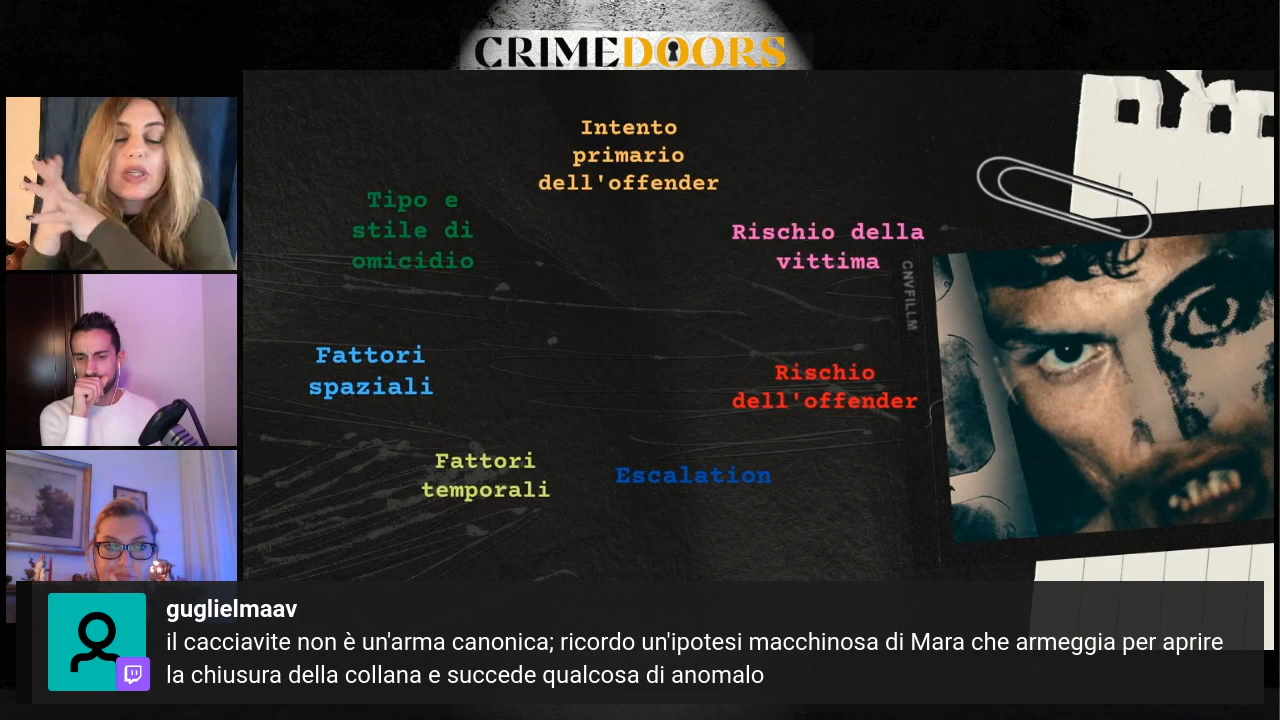 CRIMEDOORS
Intento
primario
dell'offender
Tipo e
stile di
omicidio
Rischio della
vittima
CNVFILLM
Fattori
spaziali
Rischio
dell'offender
Fattori
temporali
Escalation
guglielmaav
il cacciavite non è un'arma canonica; ricordo un'ipotesi macchinosa di Mara che armeggia per aprire
la chiusura della collana e succede qualcosa di anomalo